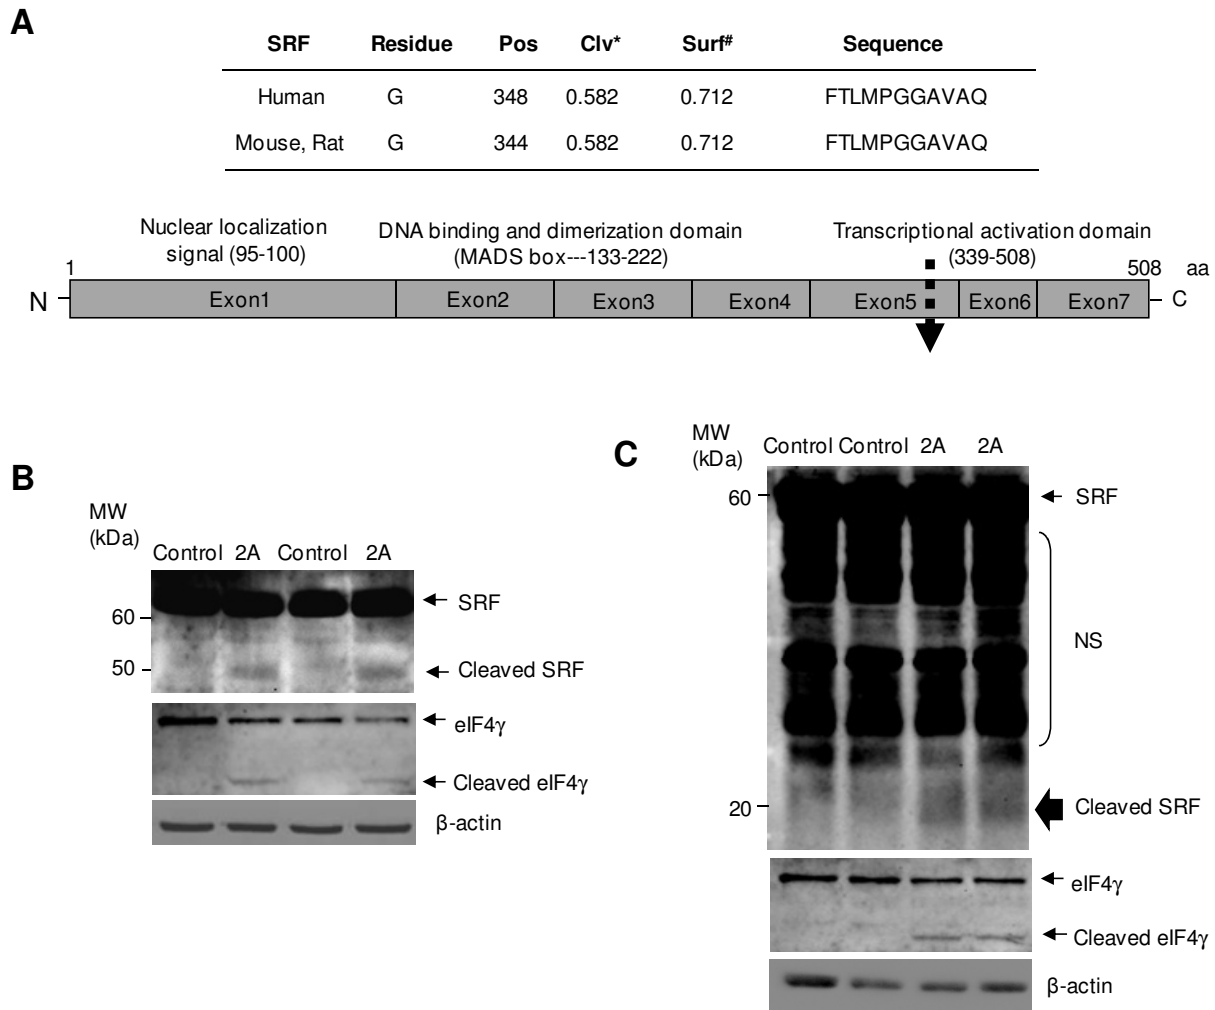 A
SRF Residue Pos Clv* Surf#
Sequence
Human G 348 0.582 0.712 FTLMPGGAVAQ
Mouse, Rat G 344 0.582 0.712 FTLMPGGAVAQ
Nuclear localization
signal (95-100)
DNA binding and dimerization domain
(MADS box---133-222)
Transcriptional activation domain
(339-508)
1 508 aa
N Exon1 Exon2 Exon3 Exon4 Exon5 Exon6 Exon7 C
B
MW
(kDa)
Control 2A Control 2A
60
50
SRF
Cleaved SRF
eIF4γ
Cleaved eIF4γ
β-actin
C
MW
(kDa)
Control Control 2A 2A
60
20
SRF
NS
Cleaved SRF
eIF4γ
Cleaved eIF4γ
β-actin